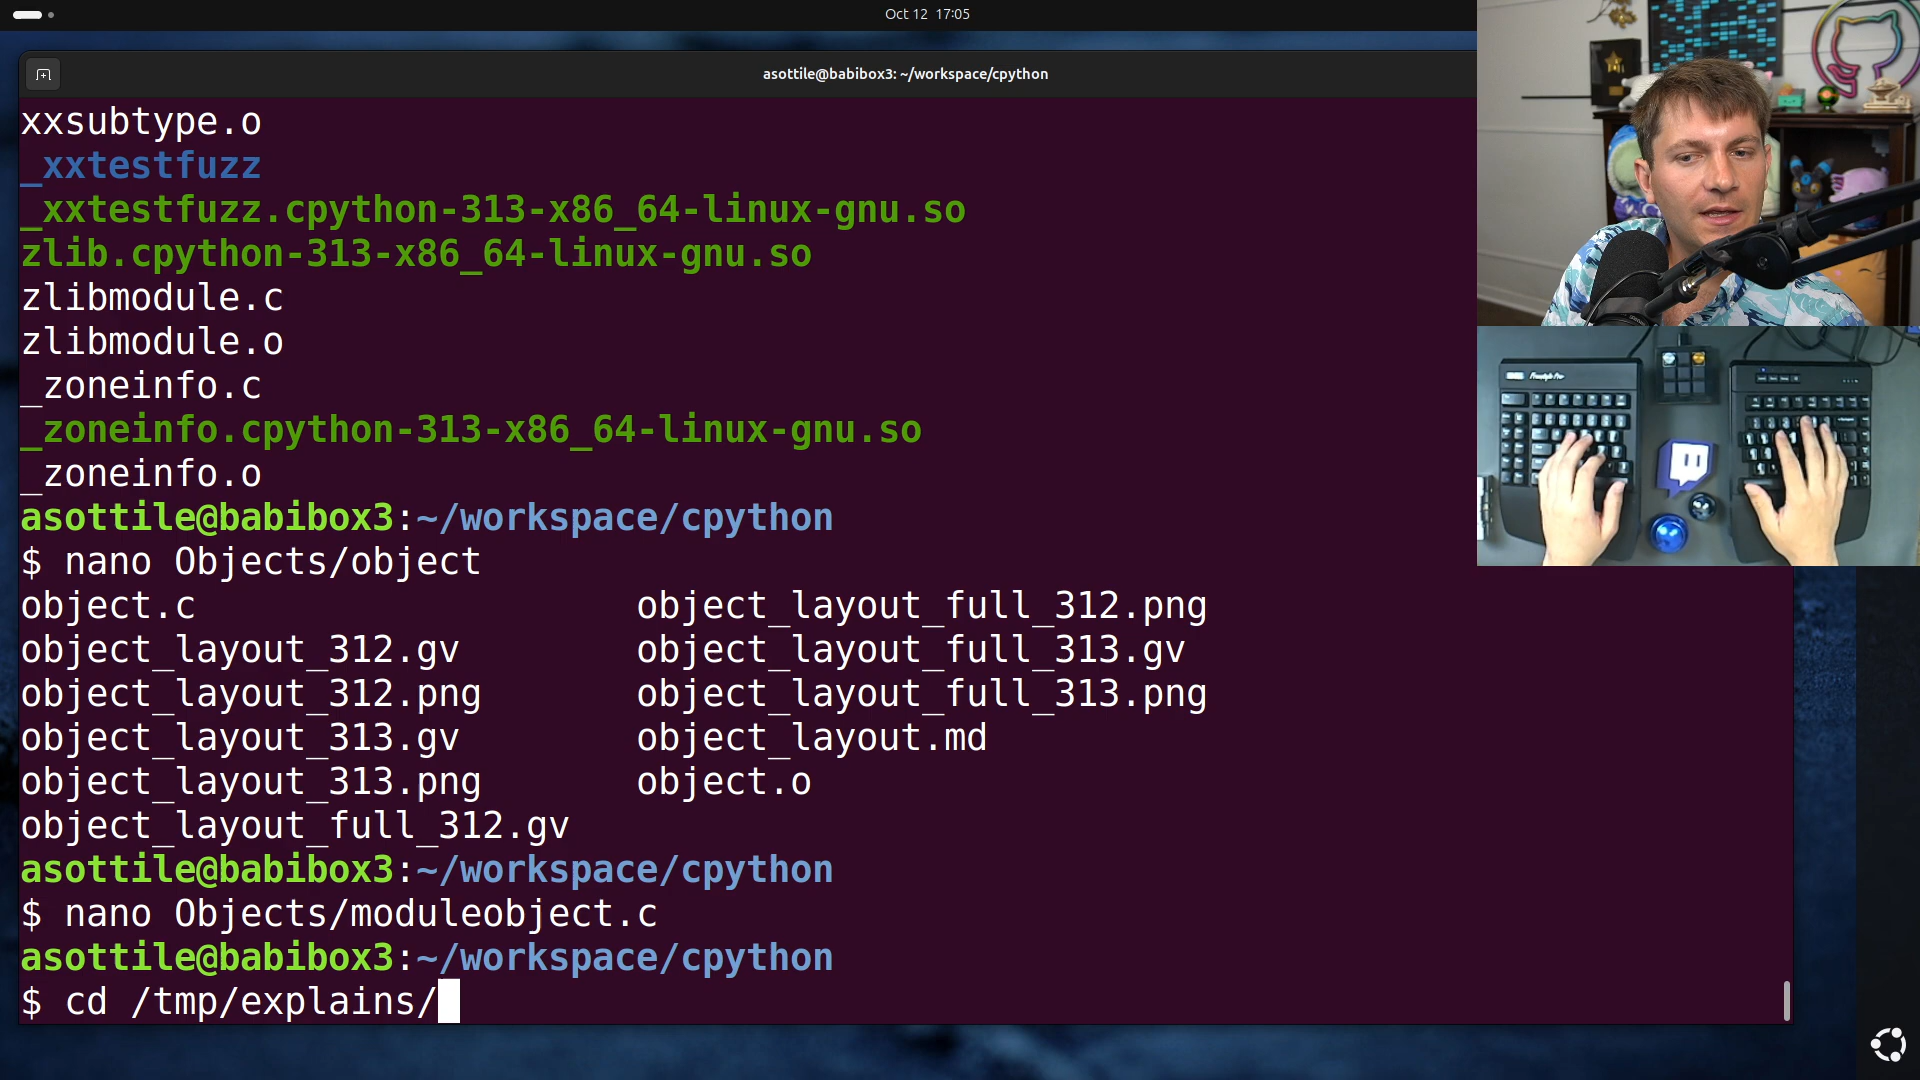 Oct 12 17:05
asottile@babibox3: ~/workspace/cpython
xxsubtype.o
_xxtestfuzz
_xxtestfuzz.cpython-313-x86_64-linux-gnu.so
zlib.cpython-313-x86_64-linux-gnu.so
zlibmodule.c
zlibmodule.o
_zoneinfo.c
_zoneinfo.cpython-313-x86_64-linux-gnu.so
_zoneinfo.o
asottile@babibox3:~/workspace/cpython
$ nano Objects/object
object.c object_layout_full_312.png
object_layout_312.gv object_layout_full_313.gv
object_layout_312.png object_layout_full_313.png
object_layout_313.gv object_layout.md
object_layout_313.png object.o
object_layout_full_312.gv
asottile@babibox3:~/workspace/cpython
$ nano Objects/moduleobject.c
asottile@babibox3:~/workspace/cpython
$ cd /tmp/explains/
Freestyle Pro